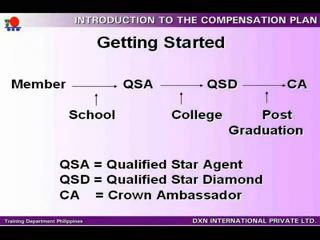 DXN
INTRODUCTION TO THE COMPENSATION PLAN
Getting Started
Member QSA QSD CA
School College Post
Graduation
QSA = Qualified Star Agent
QSD = Qualified Star Diamond
CA = Crown Ambassador
Training Department Philippines DXN INTERNATIONAL PRIVATE LTD.